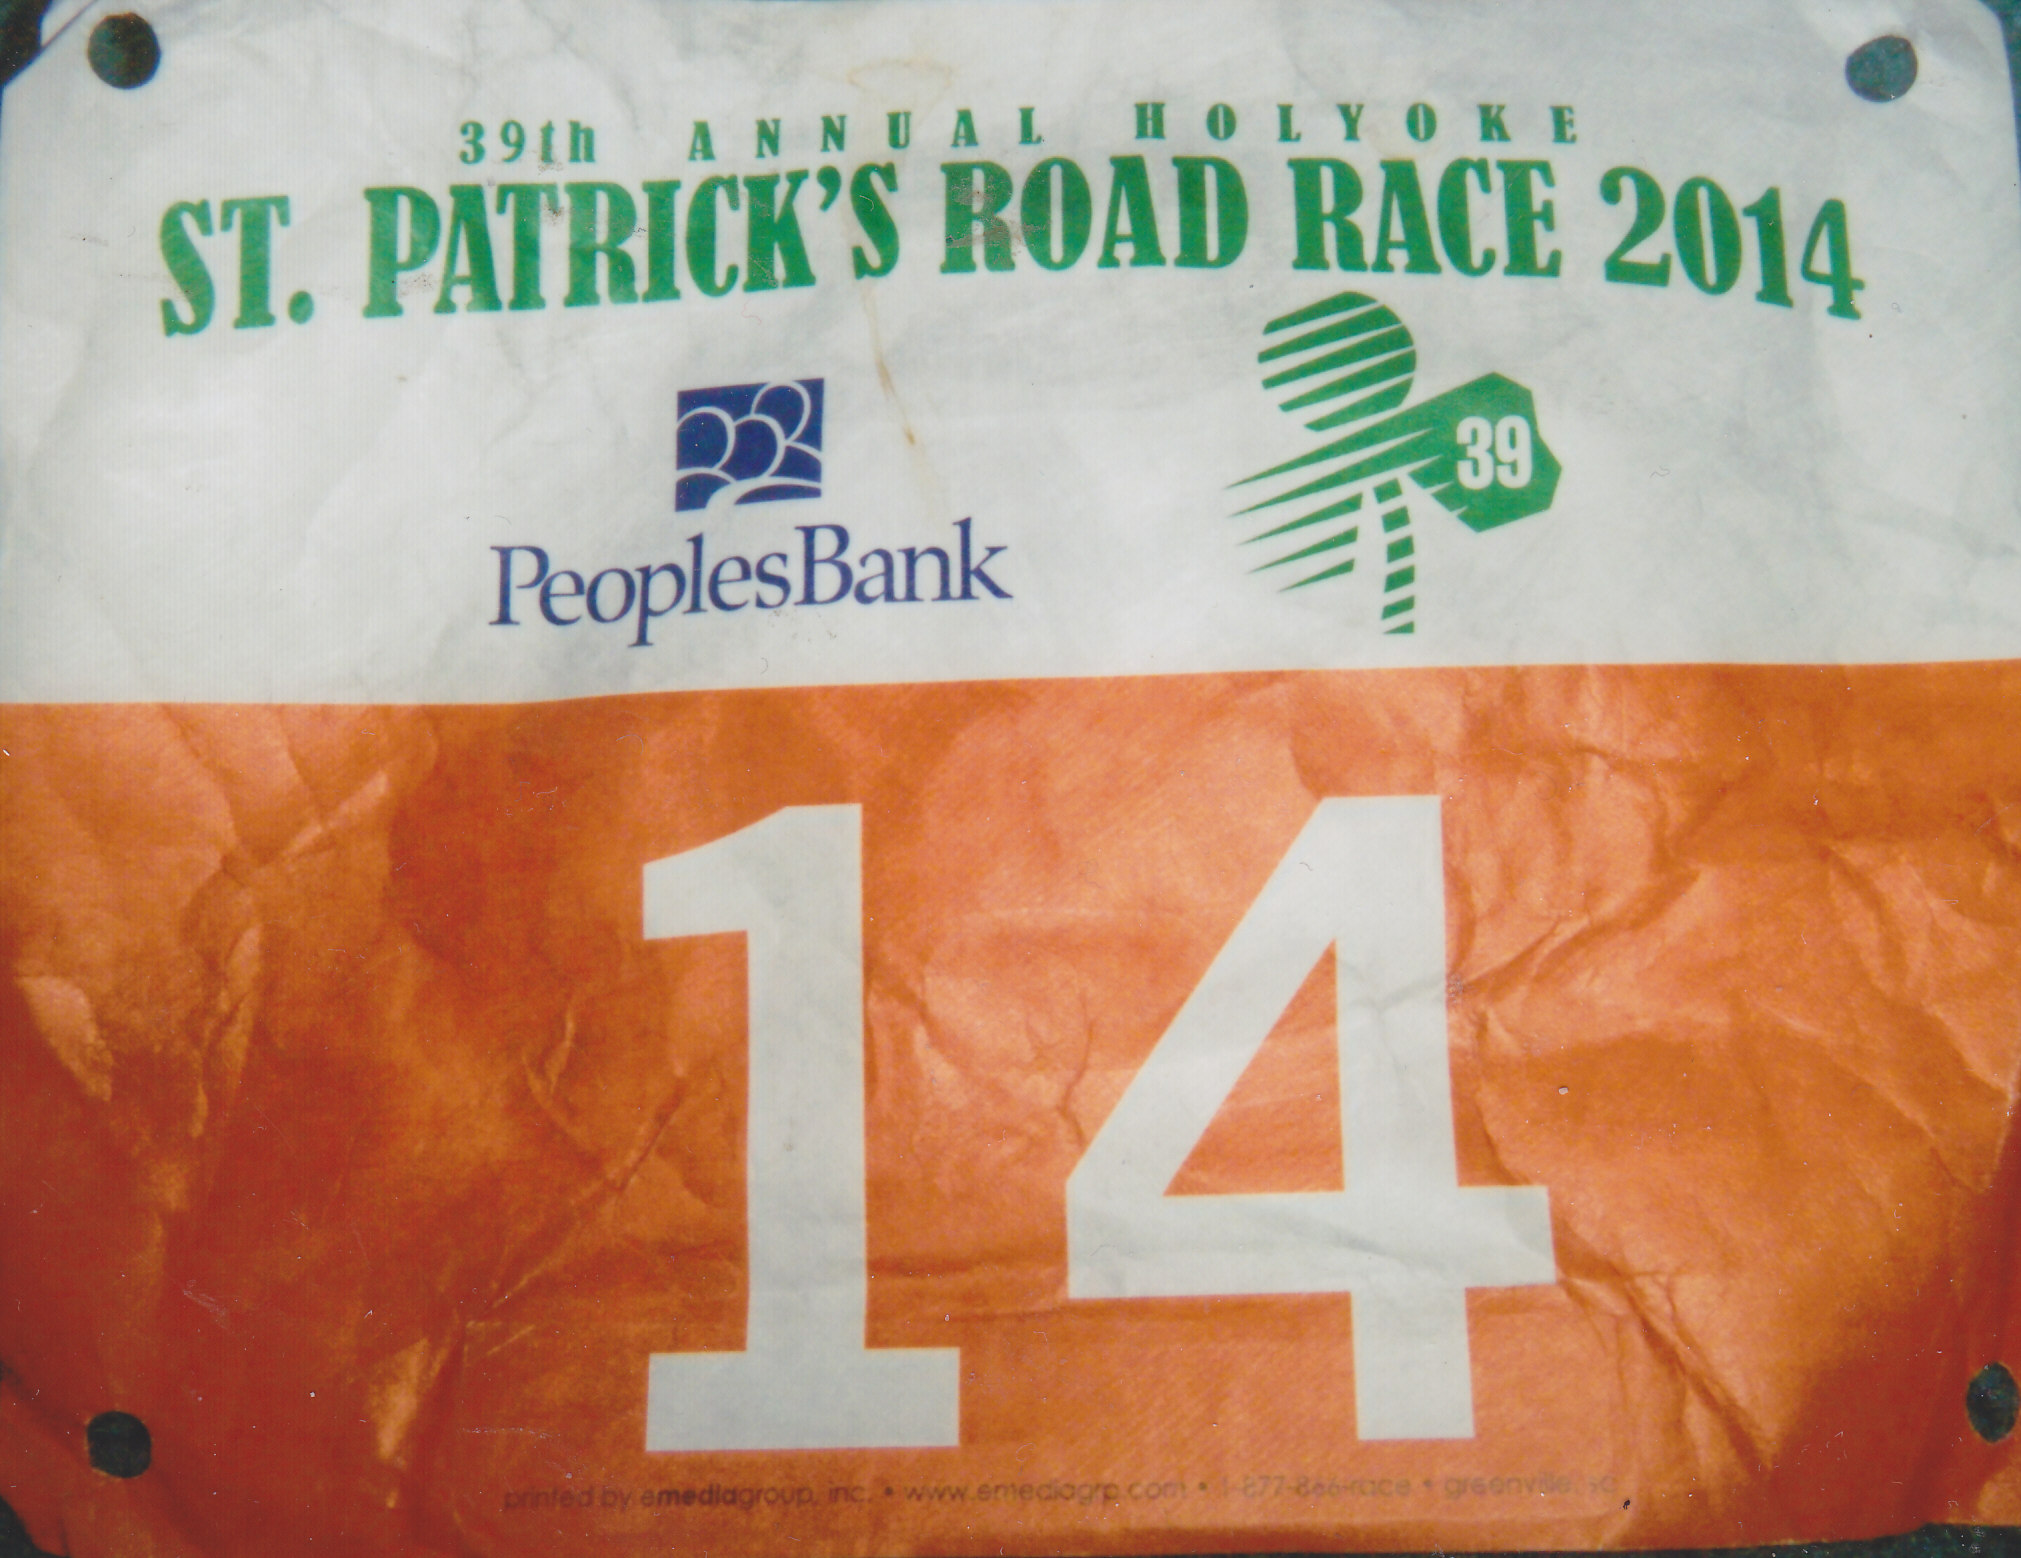 39th ANNUAL HOLYOKE
ST. PATRICK'S ROAD RACE 2014
39
PeoplesBank
14
printed by emediagroup, inc. • www.emediagrp.com • 1-877-866-race • greenville, sc